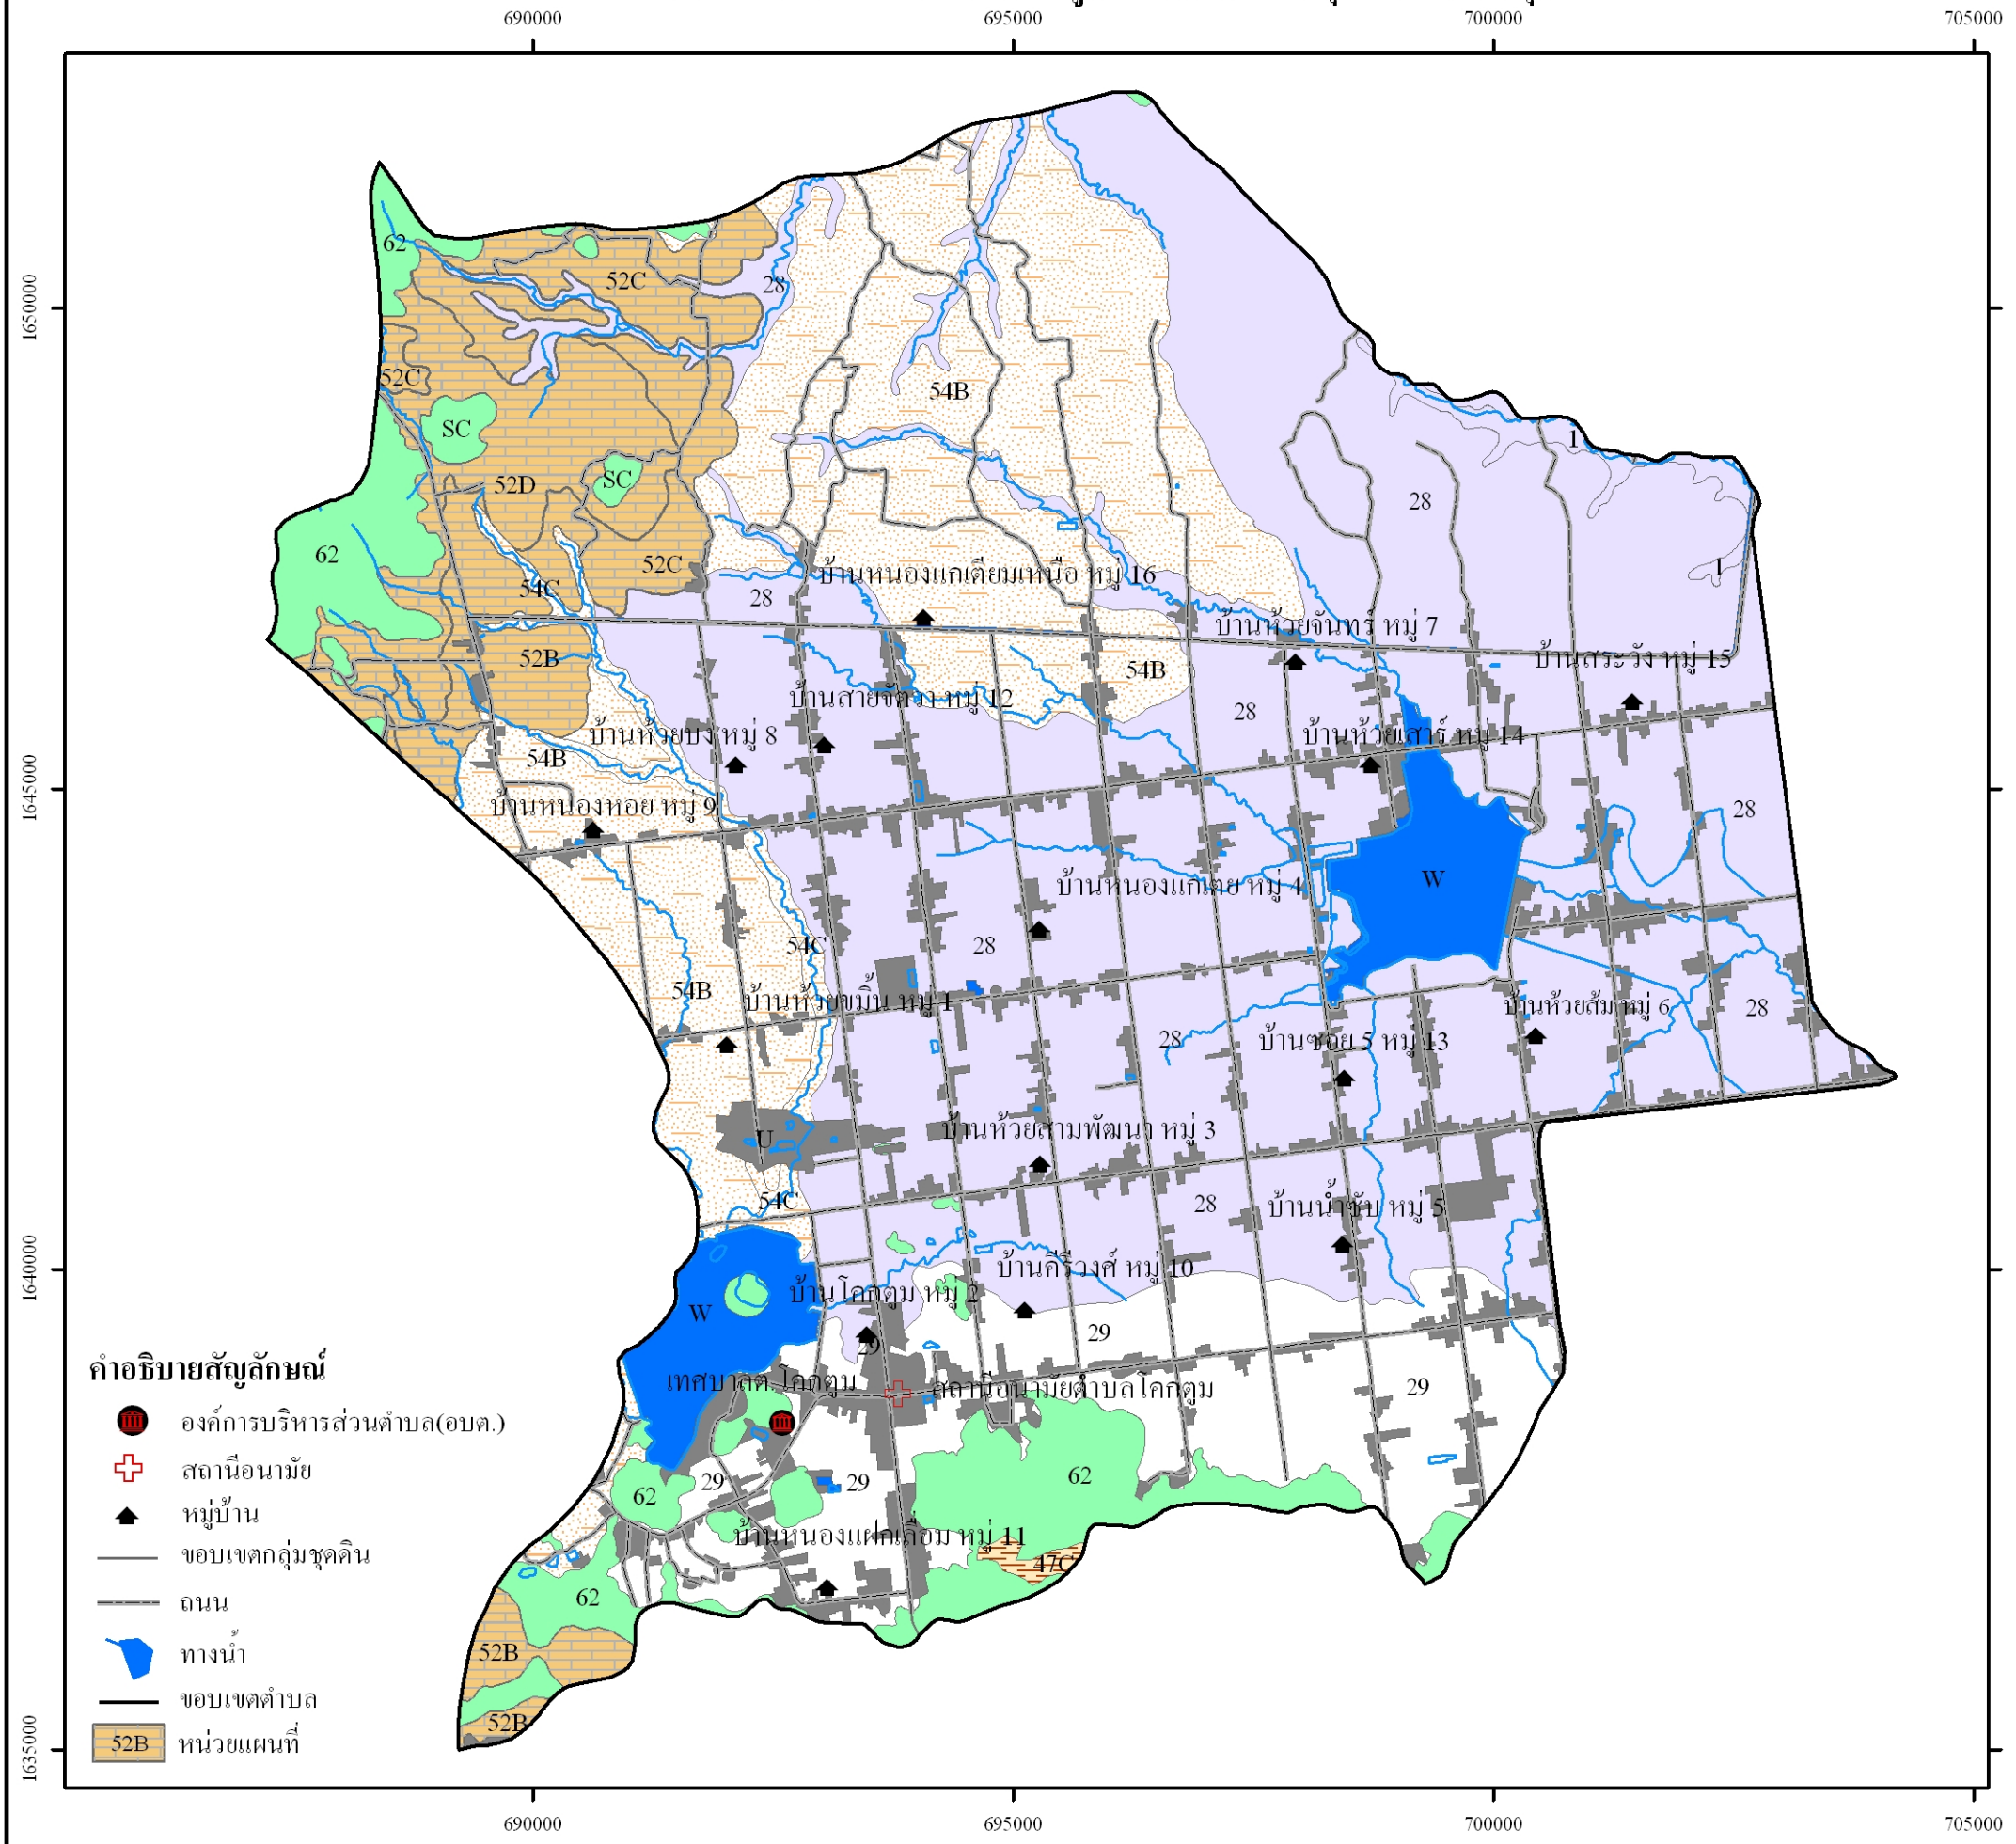 690000
695000
700000
705000
62
52C
28
1650000
52C
54B
SC
1
52D
SC
28
62
52C
1
54C
บ้านหนองแกเตี้ยมเหนือ หมู่ 16
28
บ้านห้วยจันทร์ หมู่ 7
52B
54B
บ้านสระวัง หมู่ 15
บ้านสายจัตวา หมู่ 12
28
บ้านห้วยบง หมู่ 8
บ้านห้วยเสาร์ หมู่ 14
54B
1645000
บ้านหนองหอย หมู่ 9
28
บ้านหนองแกเตย หมู่ 4
W
54C
28
54B
บ้านห้วยขมิ้น หมู่ 1
บ้านห้วยส้ม หมู่ 6
28
28
บ้านซอย 5 หมู่ 13
U
บ้านห้วยสามพัฒนา หมู่ 3
54C
28
บ้านน้ำซับ หมู่ 5
1640000
บ้านคีรีวงศ์ หมู่ 10
บ้านโคกตูม หมู่ 2
W
29
29
คำอธิบายสัญลักษณ์
เทศบาลต.โคกตูม
สถานีอนามัยตำบลโคกตูม
29
องค์การบริหารส่วนตำบล(อบต.)
สถานีอนามัย
62
29
29
62
หมู่บ้าน
บ้านหนองแฝกเลื่อม หมู่ 11
ขอบเขตกลุ่มชุดดิน
47C
ถนน
62
ทางน้ำ
52B
ขอบเขตตำบล
52B
52B
หน่วยแผนที่
1635000
690000
695000
700000
705000